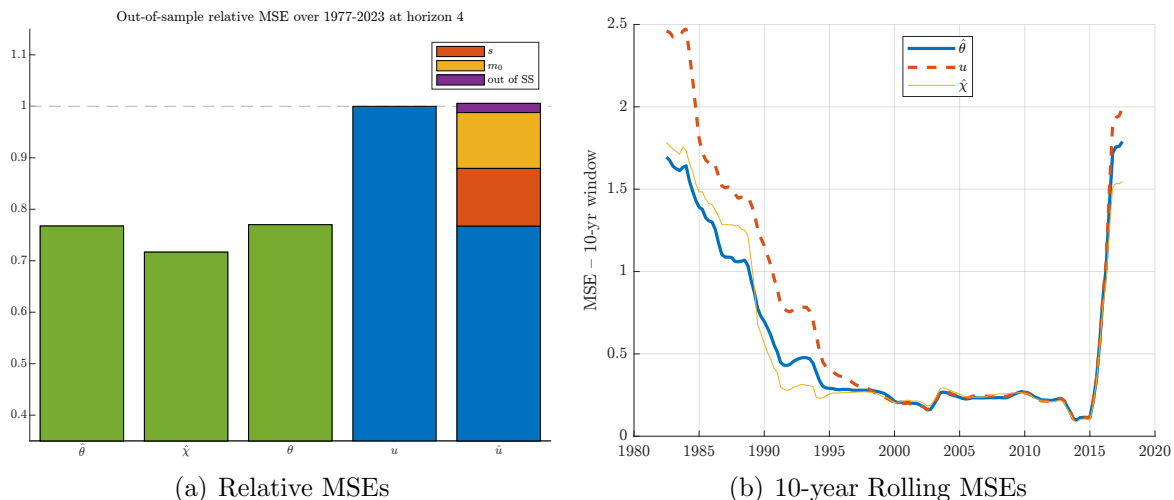 Out-of-sample relative MSE over 1977-2023 at horizon 4
1.1
1
0.9
0.8
0.7
0.6
0.5
0.4
s
m₀
out of SS
θ̂
χ̂
θ
u
ũ
(a) Relative MSEs
MSE – 10-yr window
2.5
2
1.5
1
0.5
0
θ̂
u
χ̂
1980 1985 1990 1995 2000 2005 2010 2015 2020
(b) 10-year Rolling MSEs